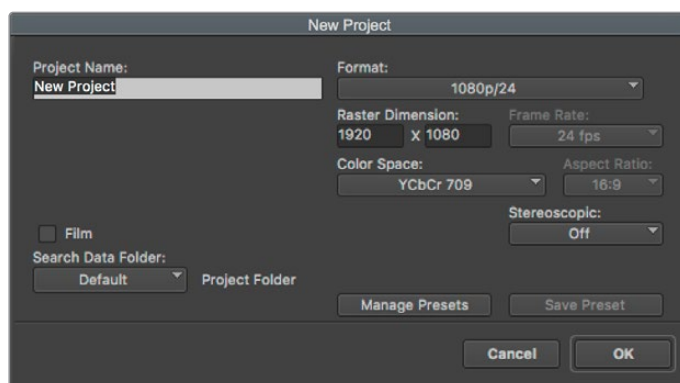 New Project
Project Name:
New Project
Format:
1080p/24
Raster Dimension:
1920 x 1080
Frame Rate:
24 fps
Color Space:
YCbCr 709
Aspect Ratio:
16:9
Stereoscopic:
Off
Film
Search Data Folder:
Default
Project Folder
Manage Presets
Save Preset
Cancel
OK